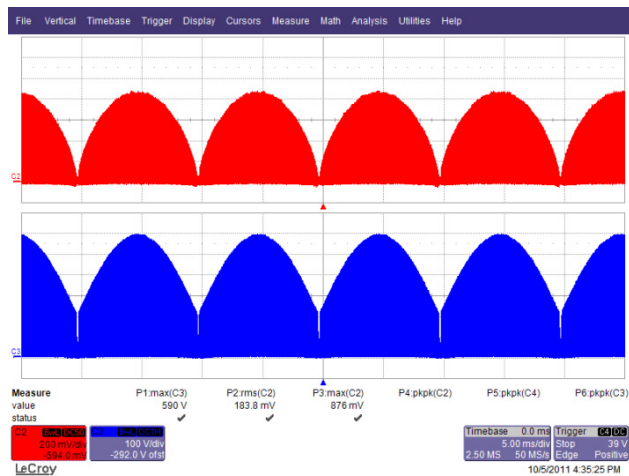 File Vertical Timebase Trigger Display Cursors Measure Math Analysis Utilities Help
C2
C3
Measure P1:max(C3) P2:rms(C2) P3:max(C2) P4:pkpk(C2) P5:pkpk(C4) P6:pkpk(C3)
value 590 V 183.8 mV 876 mV
status
C2 BwL DC50
200 mV/div
-594.0 mV
100 V/div
-292.0 V ofst
Timebase 0.0 ms
5.00 ms/div
2.50 MS 50 MS/s
Trigger C4 DC
Stop 39 V
Edge Positive
LeCroy
10/5/2011 4:35:25 PM